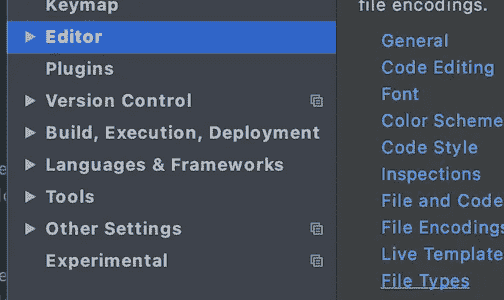 Keymap
Editor
Plugins
Version Control
Build, Execution, Deployment
Languages & Frameworks
Tools
Other Settings
Experimental
file encodings.
General
Code Editing
Font
Color Scheme
Code Style
Inspections
File and Code
File Encodings
Live Template
File Types